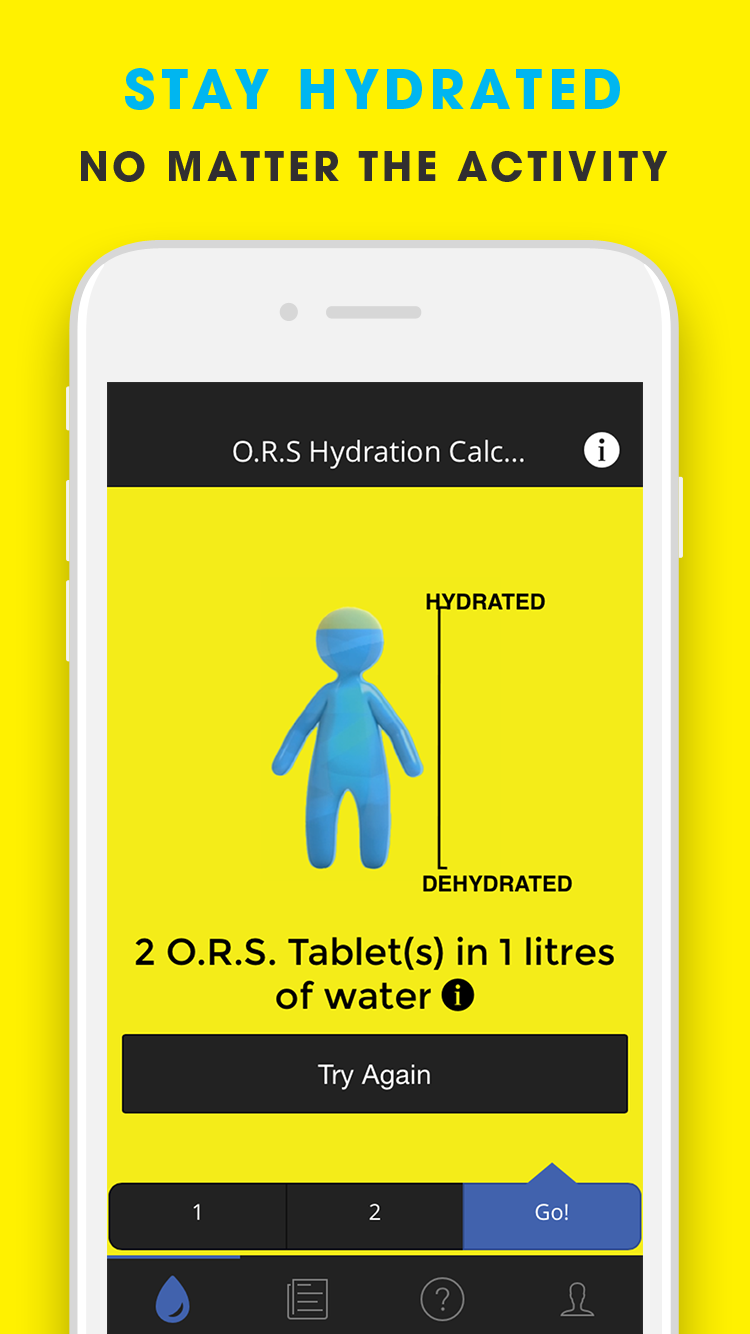 STAY HYDRATED
NO MATTER THE ACTIVITY
O.R.S Hydration Calc...
i
HYDRATED
DEHYDRATED
2 O.R.S. Tablet(s) in 1 litres
of water i
Try Again
1 2 Go!
?